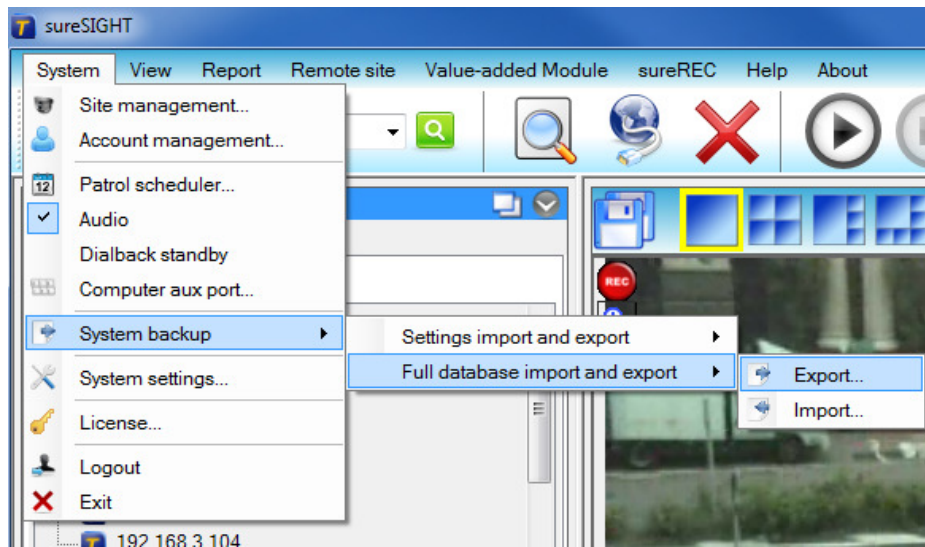 sureSIGHT
System View Report Remote site Value-added Module sureREC Help About
Site management...
Account management...
12 Patrol scheduler...
Audio
Dialback standby
Computer aux port...
System backup
Settings import and export
Full database import and export
Export...
Import...
System settings...
License...
Logout
Exit
192.168.3.104
REC